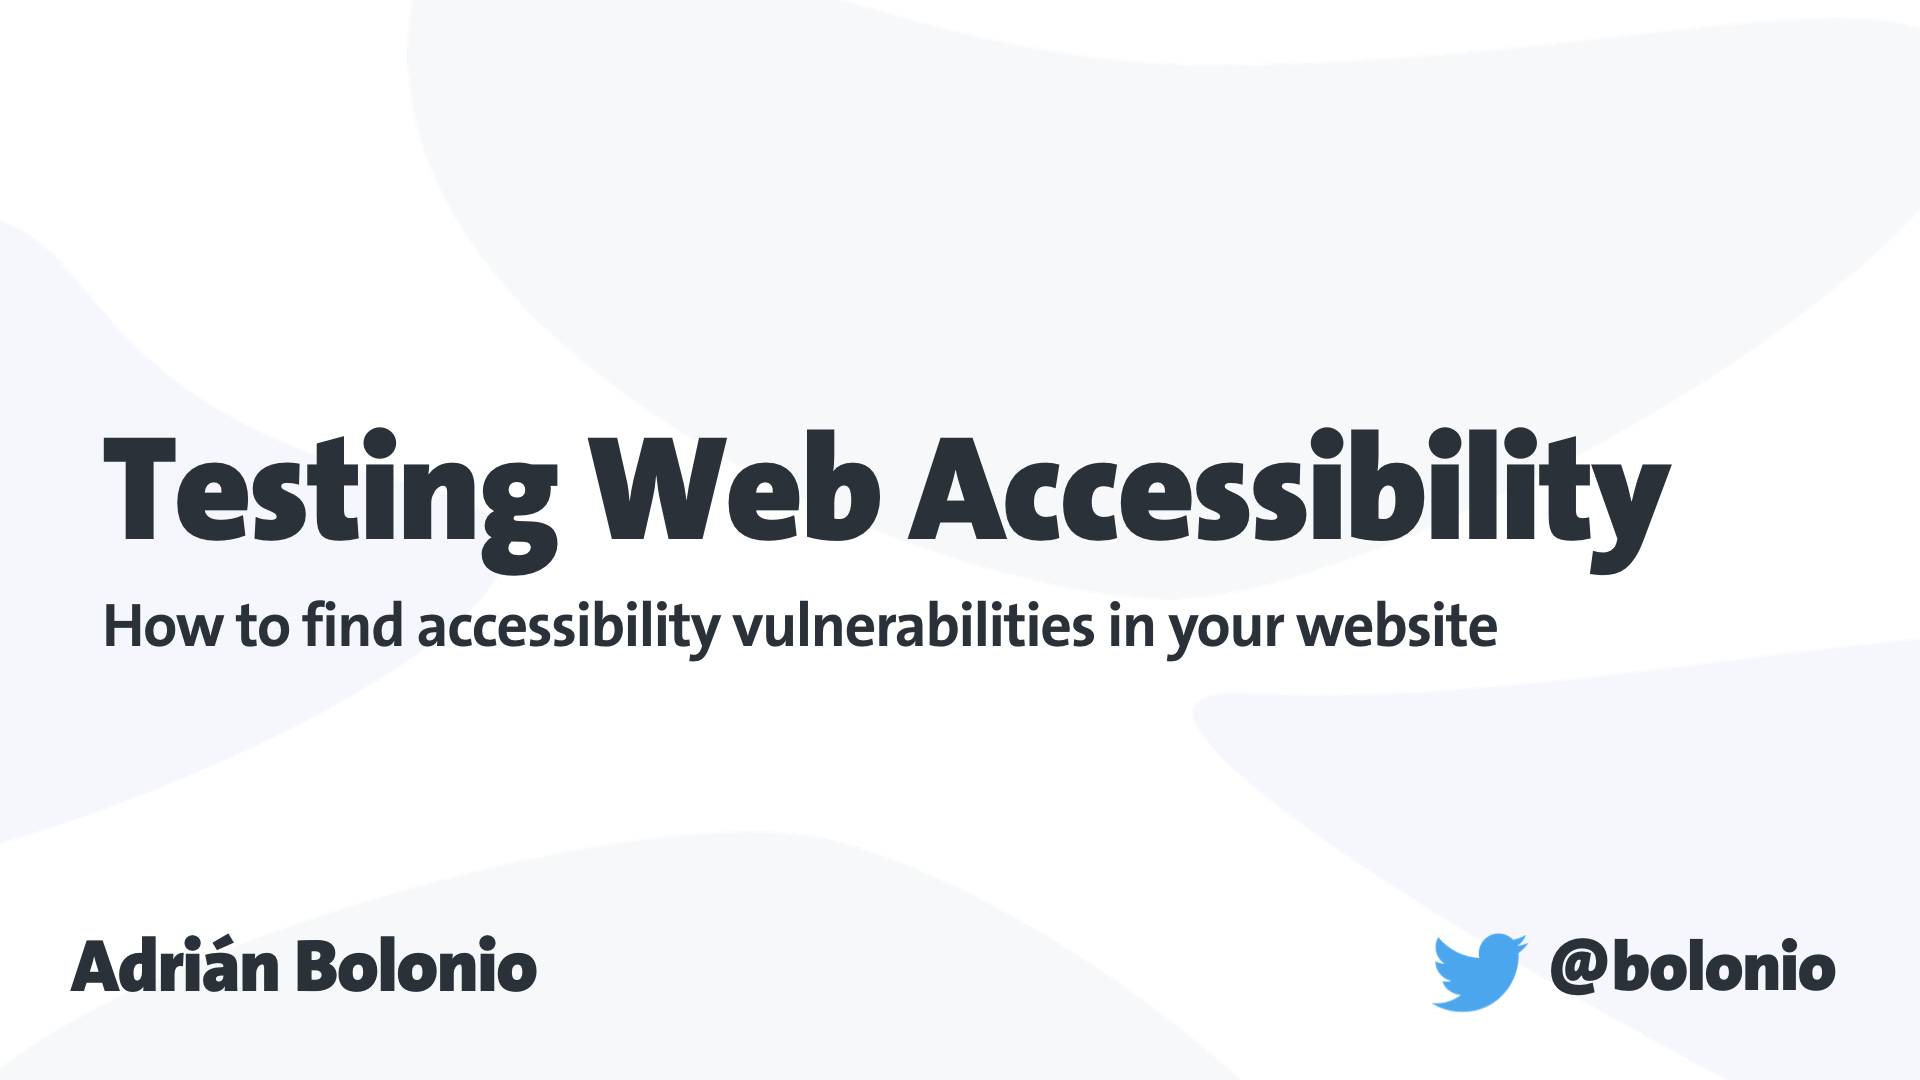 Testing Web Accessibility
How to find accessibility vulnerabilities in your website
Adrián Bolonio
@bolonio